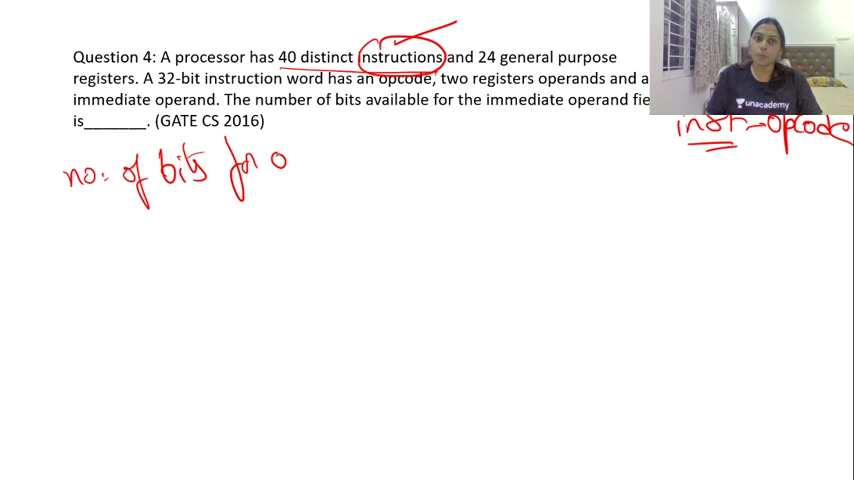 Question 4: A processor has 40 distinct instructions and 24 general purpose
registers. A 32-bit instruction word has an opcode, two registers operands and a
immediate operand. The number of bits available for the immediate operand fie
is_______. (GATE CS 2016)
unacademy
inst - opcode
no. of bits for o